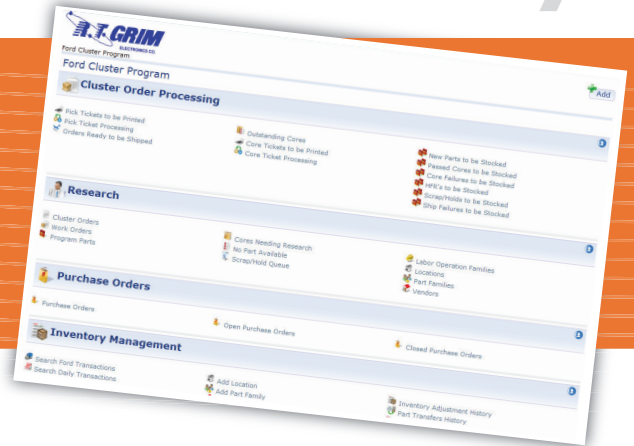 R.T.GRIM
ELECTRONICS CO.
Ford Cluster Program
Ford Cluster Program
Add
Cluster Order Processing
Pick Tickets to be Printed
Pick Ticket Processing
Orders Ready to be Shipped
Outstanding Cores
Core Tickets to be Printed
Core Ticket Processing
New Parts to be Stocked
Passed Cores to be Stocked
Core Failures to be Stocked
HFR's to be Stocked
Scrap/Holds to be Stocked
Ship Failures to be Stocked
Research
Cluster Orders
Work Orders
Program Parts
Cores Needing Research
No Part Available
Scrap/Hold Queue
Labor Operation Families
Locations
Part Families
Vendors
Purchase Orders
Purchase Orders
Open Purchase Orders
Closed Purchase Orders
Inventory Management
Search Ford Transactions
Search Daily Transactions
Add Location
Add Part Family
Inventory Adjustment History
Part Transfers History